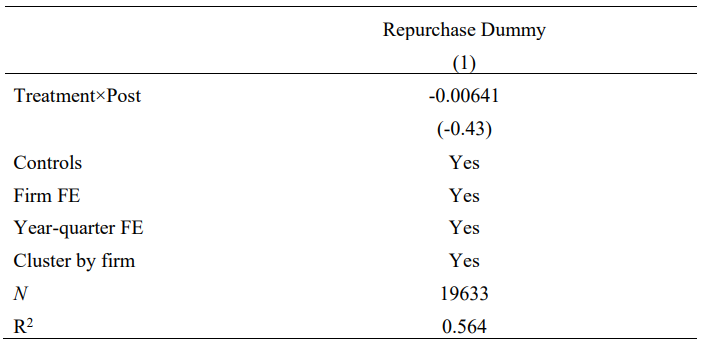 Repurchase Dummy
(1)
Treatment×Post -0.00641
(-0.43)
Controls Yes
Firm FE Yes
Year-quarter FE Yes
Cluster by firm Yes
N 19633
R² 0.564